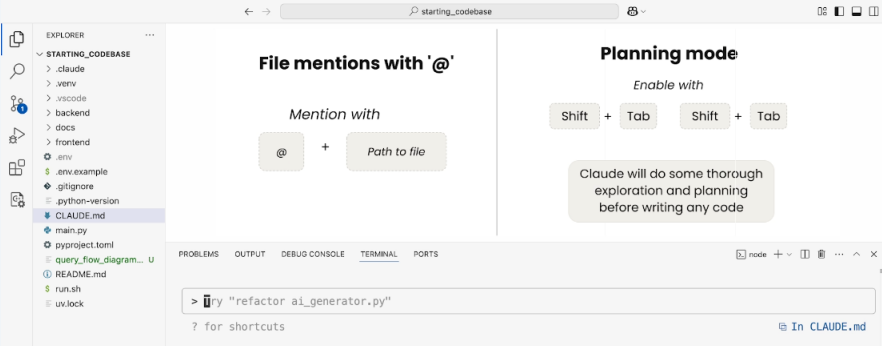 starting_codebase
EXPLORER
STARTING_CODEBASE
.claude
.venv
.vscode
backend
docs
frontend
.env
.env.example
.gitignore
.python-version
CLAUDE.md
main.py
pyproject.toml
query_flow_diagram... U
README.md
run.sh
uv.lock
1
File mentions with '@'
Mention with
@ + Path to file
Planning mode
Enable with
Shift + Tab Shift + Tab
Claude will do some thorough
exploration and planning
before writing any code
PROBLEMS OUTPUT DEBUG CONSOLE TERMINAL PORTS
node
> Try "refactor ai_generator.py"
? for shortcuts
In CLAUDE.md